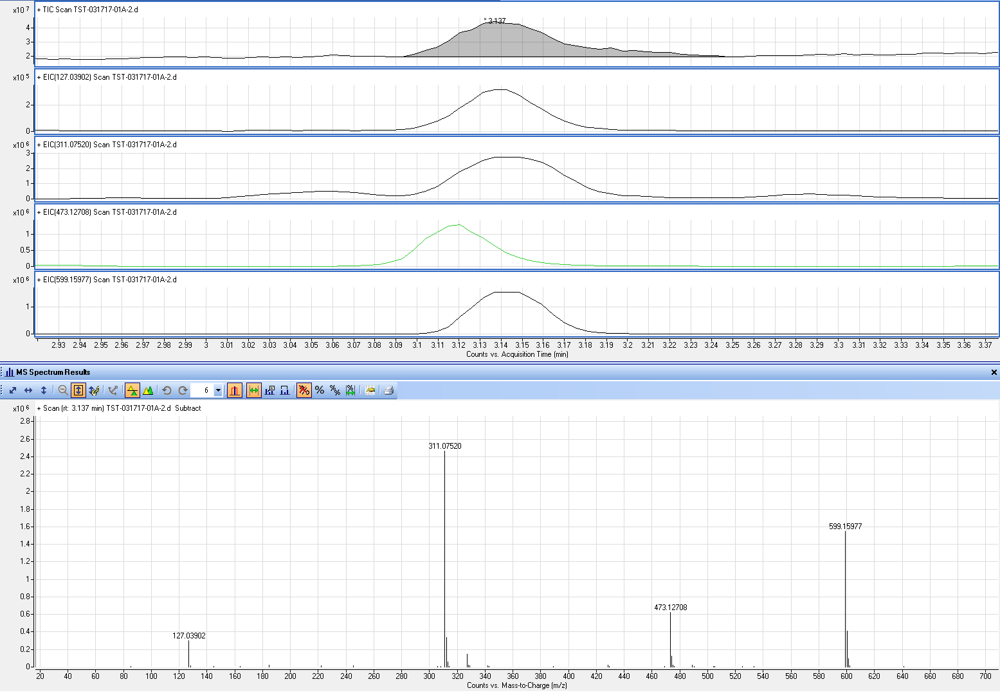 x10 7
+ TIC Scan TST-031717-01A-2.d
* 3.137
4
3
2
x10 5
+ EIC(127.03902) Scan TST-031717-01A-2.d
2
0
x10 6
+ EIC(311.07520) Scan TST-031717-01A-2.d
3
2
1
0
x10 6
+ EIC(473.12708) Scan TST-031717-01A-2.d
1
0.5
0
x10 6
+ EIC(599.15977) Scan TST-031717-01A-2.d
1
0
2.93 2.94 2.95 2.96 2.97 2.98 2.99 3 3.01 3.02 3.03 3.04 3.05 3.06 3.07 3.08 3.09 3.1 3.11 3.12 3.13 3.14 3.15 3.16 3.17 3.18 3.19 3.2 3.21 3.22 3.23 3.24 3.25 3.26 3.27 3.28 3.29 3.3 3.31 3.32 3.33 3.34 3.35 3.36 3.37
Counts vs. Acquisition Time (min)
MS Spectrum Results
6 % %
x10 6
+ Scan (rt: 3.137 min) TST-031717-01A-2.d Subtract
2.8
2.6
2.4
2.2
2
1.8
1.6
1.4
1.2
1
0.8
0.6
0.4
0.2
0
311.07520
599.15977
473.12708
127.03902
20 40 60 80 100 120 140 160 180 200 220 240 260 280 300 320 340 360 380 400 420 440 460 480 500 520 540 560 580 600 620 640 660 680 700
Counts vs. Mass-to-Charge (m/z)